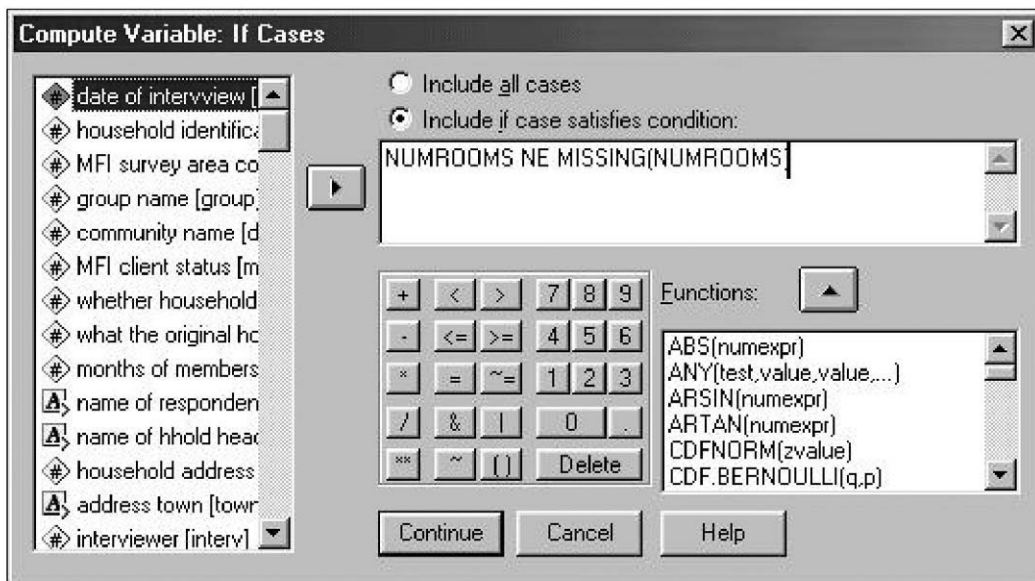 Compute Variable: If Cases
date of intervview [
household identifica
MFI survey area co
group name [group]
community name [d
MFI client status [m
whether household
what the original ho
months of members
name of responden
name of hhold head
household address
address town [town
interviewer [interv]
Include all cases
Include if case satisfies condition:
NUMROOMS NE MISSING(NUMROOMS)
+ < > 7 8 9
- <= >= 4 5 6
* = ~= 1 2 3
/ & | 0 .
** ~ () Delete
Functions:
ABS(numexpr)
ANY(test,value,value,...)
ARSIN(numexpr)
ARTAN(numexpr)
CDFNORM(zvalue)
CDF.BERNOULLI(q,p)
Continue Cancel Help